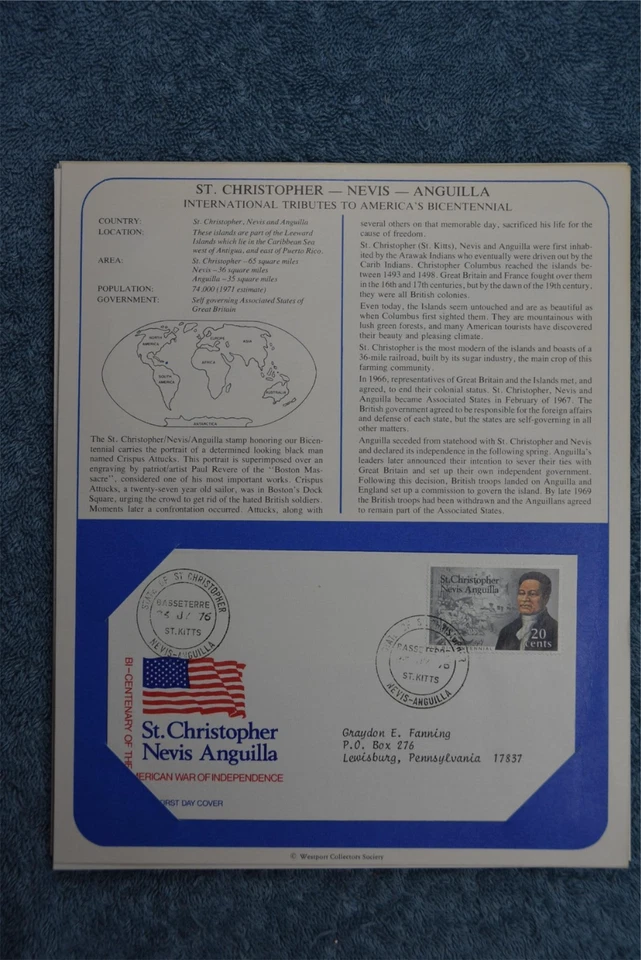 ST. CHRISTOPHER — NEVIS — ANGUILLA
INTERNATIONAL TRIBUTES TO AMERICA'S BICENTENNIAL
COUNTRY: St. Christopher, Nevis and Anguilla
LOCATION: These islands are part of the Leeward
Islands which lie in the Caribbean Sea
west of Antigua, and east of Puerto Rico.
AREA: St. Christopher—65 square miles
Nevis—36 square miles
Anguilla—35 square miles
POPULATION: 74,000 (1971 estimate)
GOVERNMENT: Self governing Associated States of
Great Britain
NORTH
AMERICA
EUROPE
ASIA
AFRICA
SOUTH
AMERICA
AUSTRALIA
ANTARCTICA
The St. Christopher/Nevis/Anguilla stamp honoring our Bicen-
tennial carries the portrait of a determined looking black man
named Crispus Attucks. This portrait is superimposed over an
engraving by patriot/artist Paul Revere of the "Boston Mas-
sacre", considered one of his most important works. Crispus
Attucks, a twenty-seven year old sailor, was in Boston's Dock
Square, urging the crowd to get rid of the hated British soldiers.
Moments later a confrontation occurred. Attucks, along with
several others on that memorable day, sacrificed his life for the
cause of freedom.
St. Christopher (St. Kitts), Nevis and Anguilla were first inhab-
ited by the Arawak Indians who eventually were driven out by the
Carib Indians. Christopher Columbus reached the islands be-
tween 1493 and 1498. Great Britain and France fought over them
in the 16th and 17th centuries, but by the dawn of the 19th century,
they were all British colonies.
Even today, the Islands seem untouched and are as beautiful as
when Columbus first sighted them. They are mountainous with
lush green forests, and many American tourists have discovered
their beauty and pleasing climate.
St. Christopher is the most modern of the islands and boasts of a
36-mile railroad, built by its sugar industry, the main crop of this
farming community.
In 1966, representatives of Great Britain and the Islands met, and
agreed, to end their colonial status. St. Christopher, Nevis and
Anguilla became Associated States in February of 1967. The
British government agreed to be responsible for the foreign affairs
and defense of each state, but the states are self-governing in all
other matters.
Anguilla seceded from statehood with St. Christopher and Nevis
and declared its independence in the following spring. Anguilla's
leaders later announced their intention to sever their ties with
Great Britain and set up their own independent government.
Following this decision, British troops landed on Anguilla and
England set up a commission to govern the island. By late 1969
the British troops had been withdrawn and the Anguillans agreed
to remain part of the Associated States.
STATE OF ST CHRISTOPHER
BASSETERRE
76
ST. KITTS
NEVIS-ANGUILLA
St. Christopher
Nevis Anguilla
20
Cents
ST. KITTS
NEVIS-ANGUILLA
BI-CENTENARY OF THE
St. Christopher
Nevis Anguilla
ERICAN WAR OF INDEPENDENCE
RST DAY COVER
Graydon E. Fanning
P.O. Box 276
Lewisburg, Pennsylvania 17837
© Westport Collectors Society